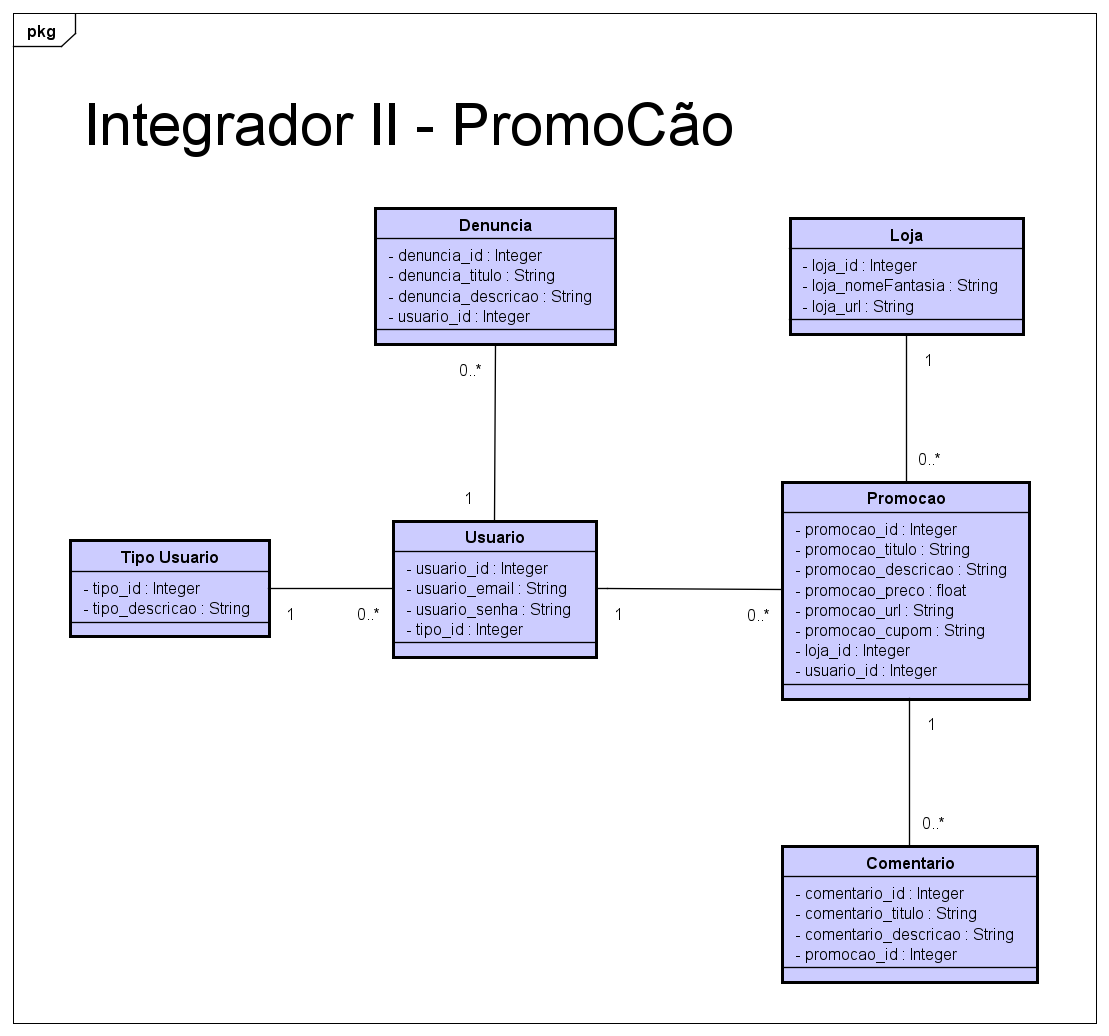 pkg
Integrador II - PromoCão
Denuncia
- denuncia_id : Integer
- denuncia_titulo : String
- denuncia_descricao : String
- usuario_id : Integer
Loja
- loja_id : Integer
- loja_nomeFantasia : String
- loja_url : String
0..*
1
1
0..*
Tipo Usuario
- tipo_id : Integer
- tipo_descricao : String
1
0..*
Usuario
- usuario_id : Integer
- usuario_email : String
- usuario_senha : String
- tipo_id : Integer
1
0..*
Promocao
- promocao_id : Integer
- promocao_titulo : String
- promocao_descricao : String
- promocao_preco : float
- promocao_url : String
- promocao_cupom : String
- loja_id : Integer
- usuario_id : Integer
1
0..*
Comentario
- comentario_id : Integer
- comentario_titulo : String
- comentario_descricao : String
- promocao_id : Integer